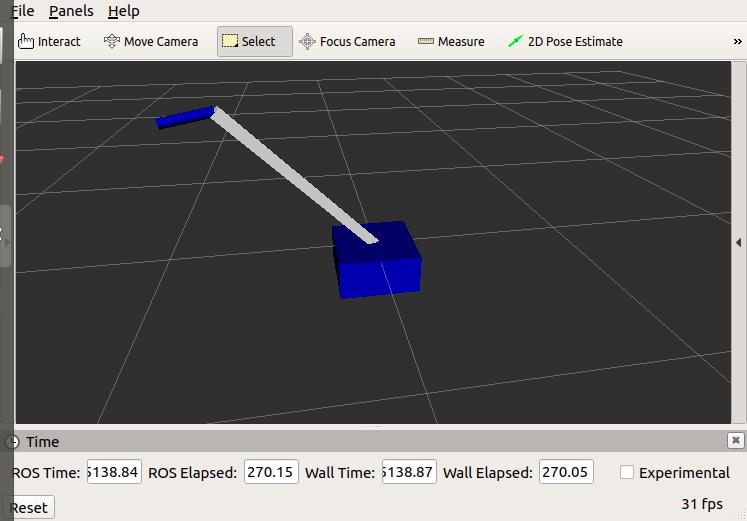 File Panels Help
Interact Move Camera Select Focus Camera Measure 2D Pose Estimate »
Time
ROS Time: 5138.84 ROS Elapsed: 270.15 Wall Time: 5138.87 Wall Elapsed: 270.05 Experimental
Reset 31 fps